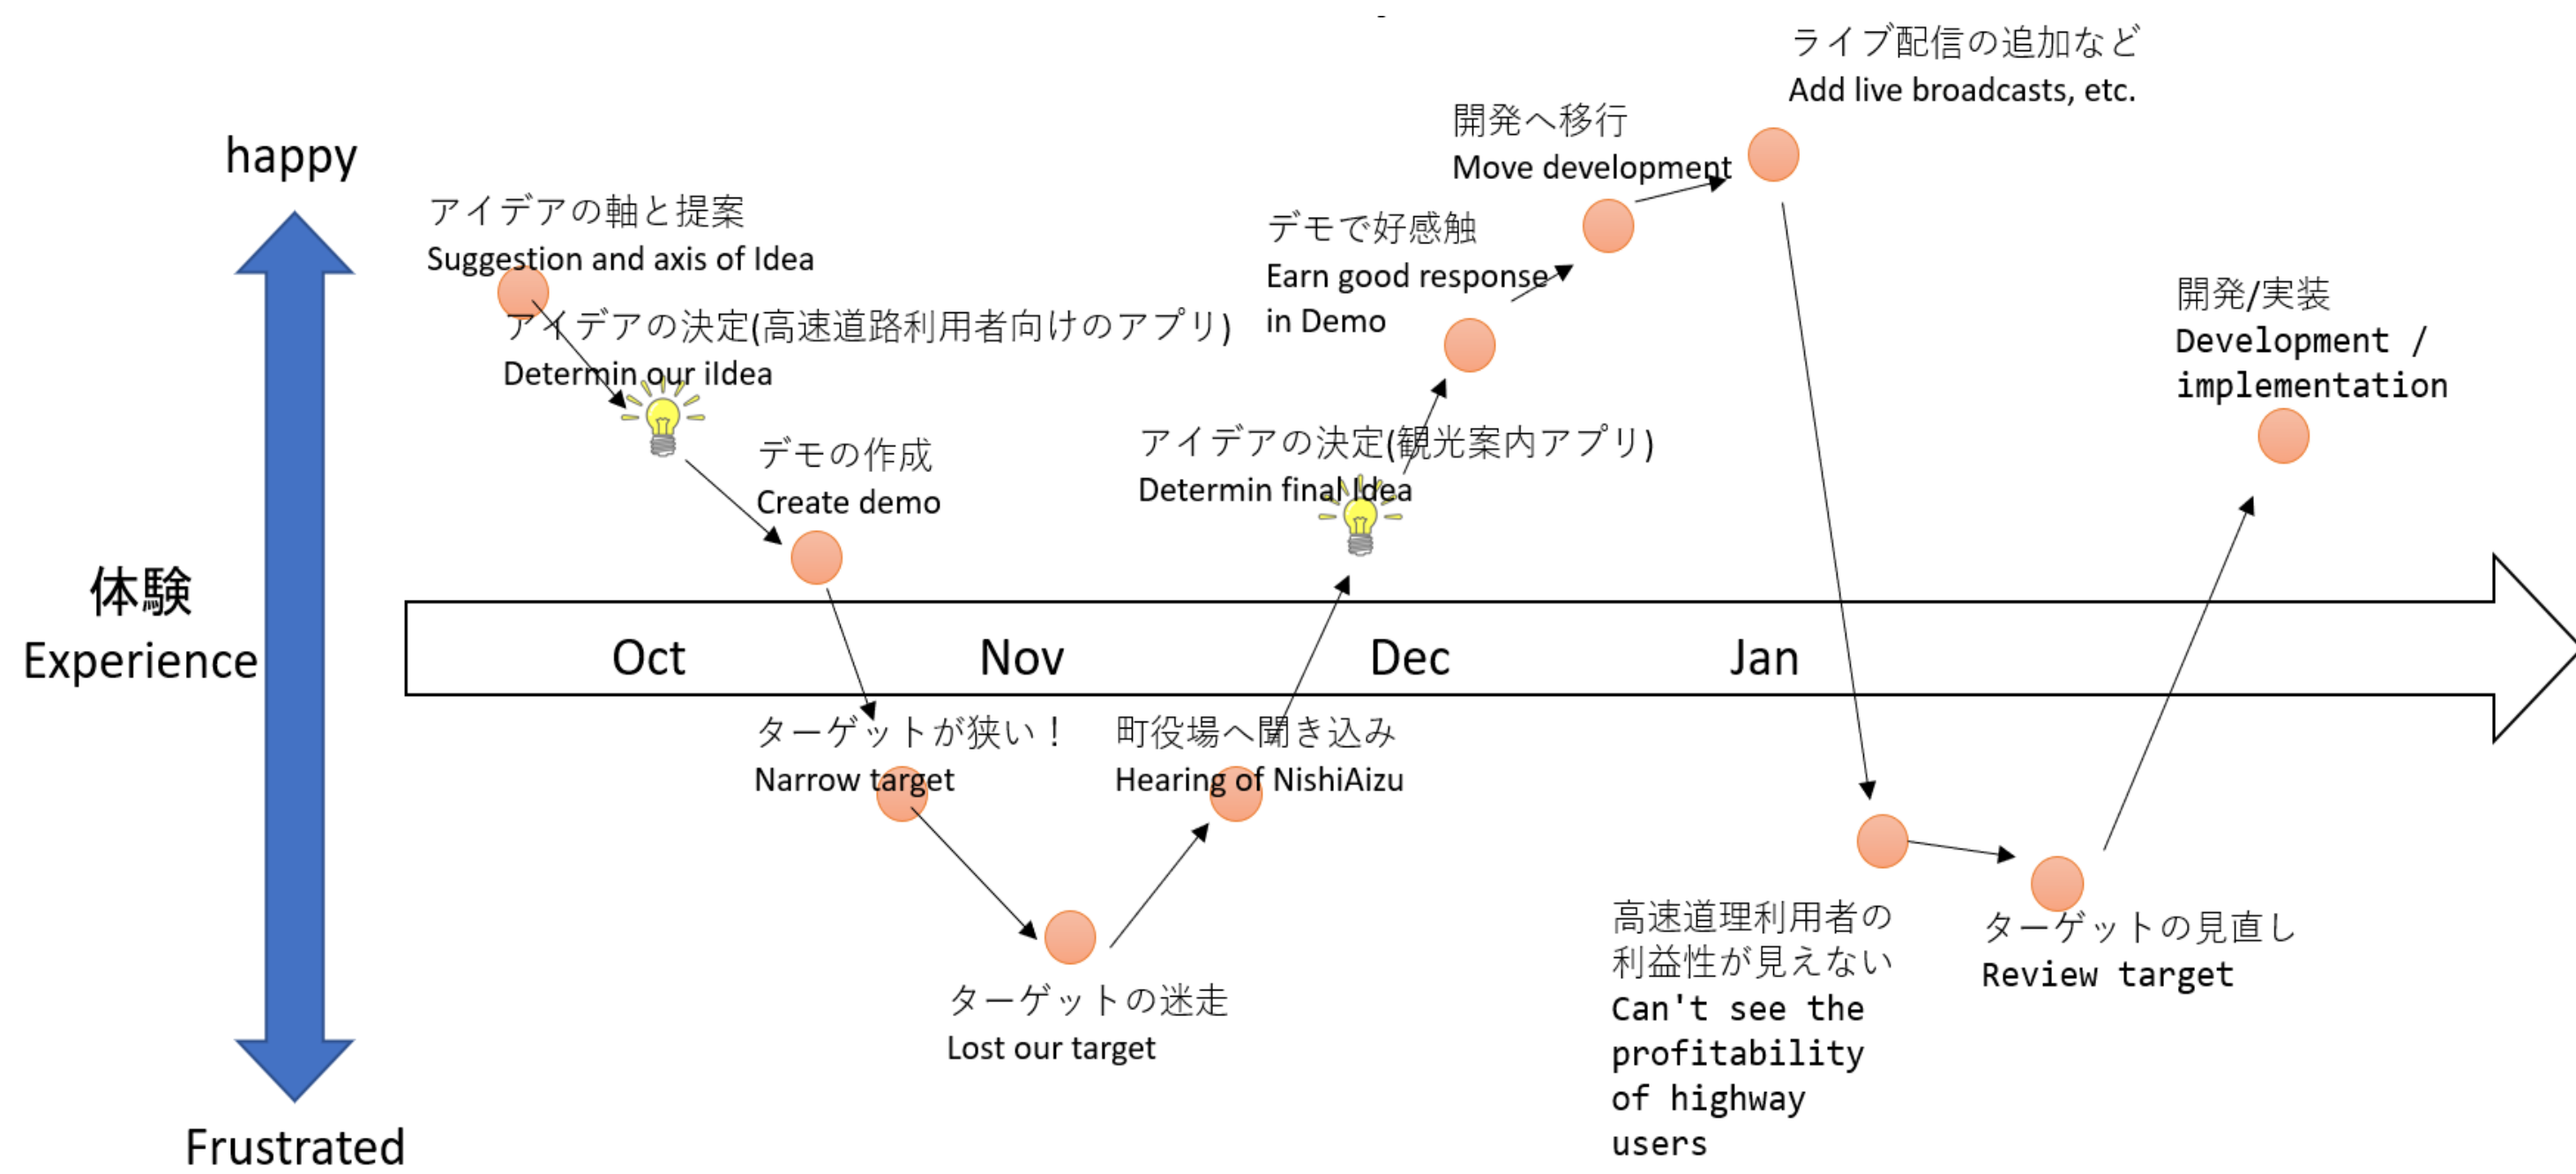 ライブ配信の追加など
Add live broadcasts, etc.
開発へ移行
Move development
happy
アイデアの軸と提案
Suggestion and axis of Idea
デモで好感触
Earn good response
in Demo
アイデアの決定(高速道路利用者向けのアプリ)
Determin our iIdea
開発/実装
Development /
implementation
デモの作成
Create demo
アイデアの決定(観光案内アプリ)
Determin final Idea
体験
Experience
Oct
Nov
Dec
Jan
ターゲットが狭い！
Narrow target
町役場へ聞き込み
Hearing of NishiAizu
ターゲットの迷走
Lost our target
高速道理利用者の
利益性が見えない
Can't see the
profitability
of highway
users
ターゲットの見直し
Review target
Frustrated